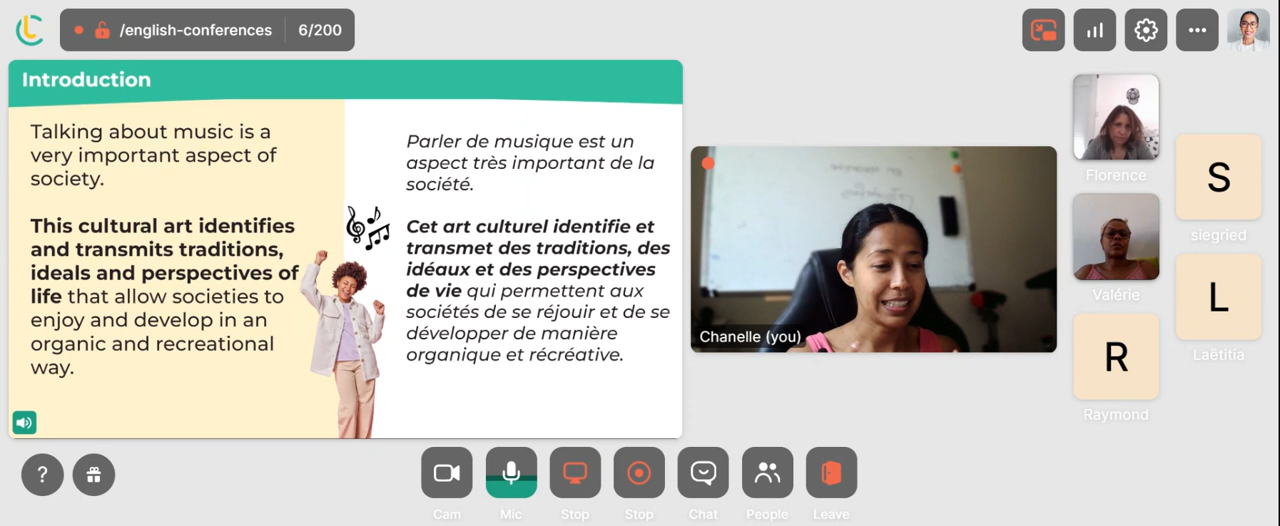 /english-conferences 6/200
Introduction
Talking about music is a
very important aspect of
society.
This cultural art identifies
and transmits traditions,
ideals and perspectives of
life that allow societies to
enjoy and develop in an
organic and recreational
way.
Parler de musique est un
aspect très important de la
société.
Cet art culturel identifie et
transmet des traditions, des
idéaux et des perspectives
de vie qui permettent aux
sociétés de se réjouir et de se
développer de manière
organique et récréative.
Chanelle (you)
Florence
Valérie
R
Raymond
S
siegried
L
Laëtitia
?
Cam
Mic
Stop
Stop
Chat
People
Leave